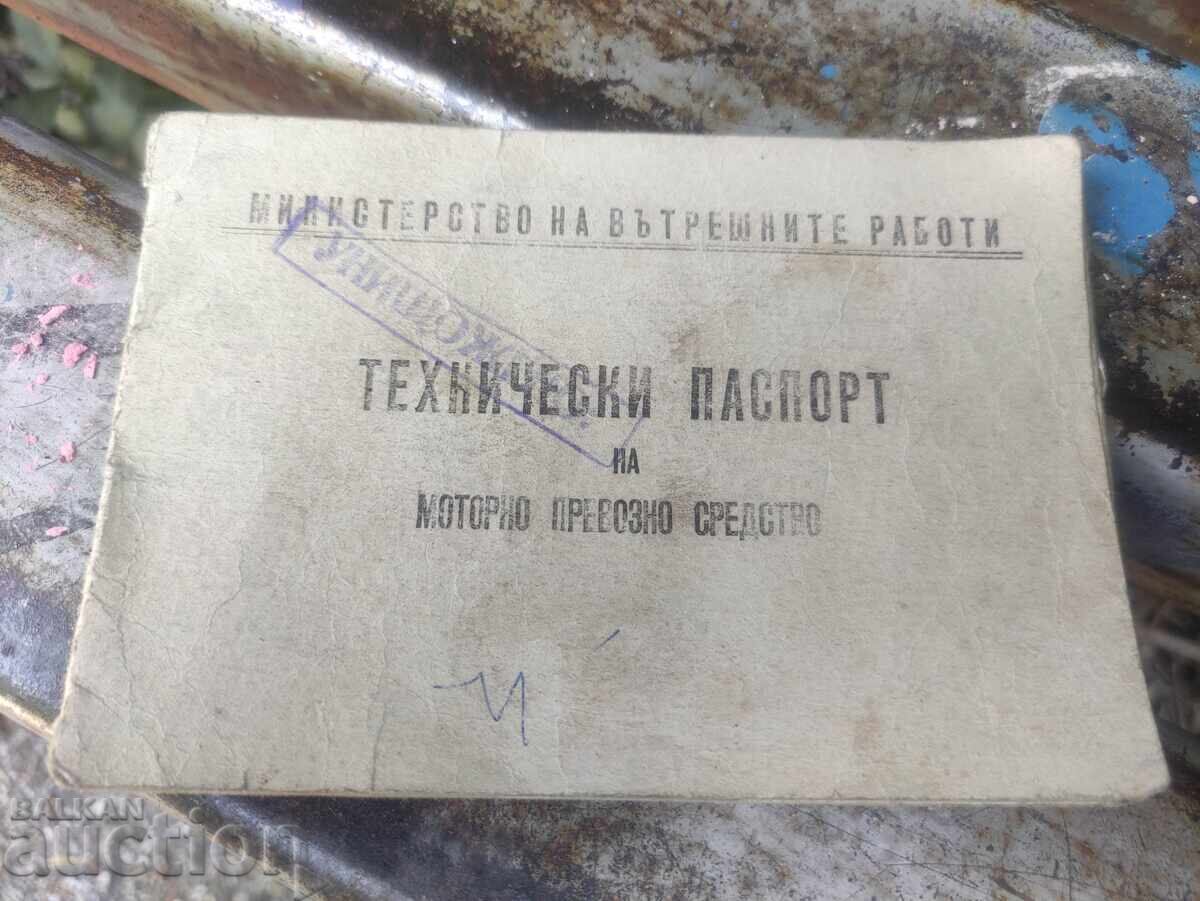 МИНИСТЕРСТВО НА ВЪТРЕШНИТЕ РАБОТИ
ТЕХНИЧЕСКИ ПАСПОРТ
НА
МОТОРНО ПРЕВОЗНО СРЕДСТВО
BALKAN
auction